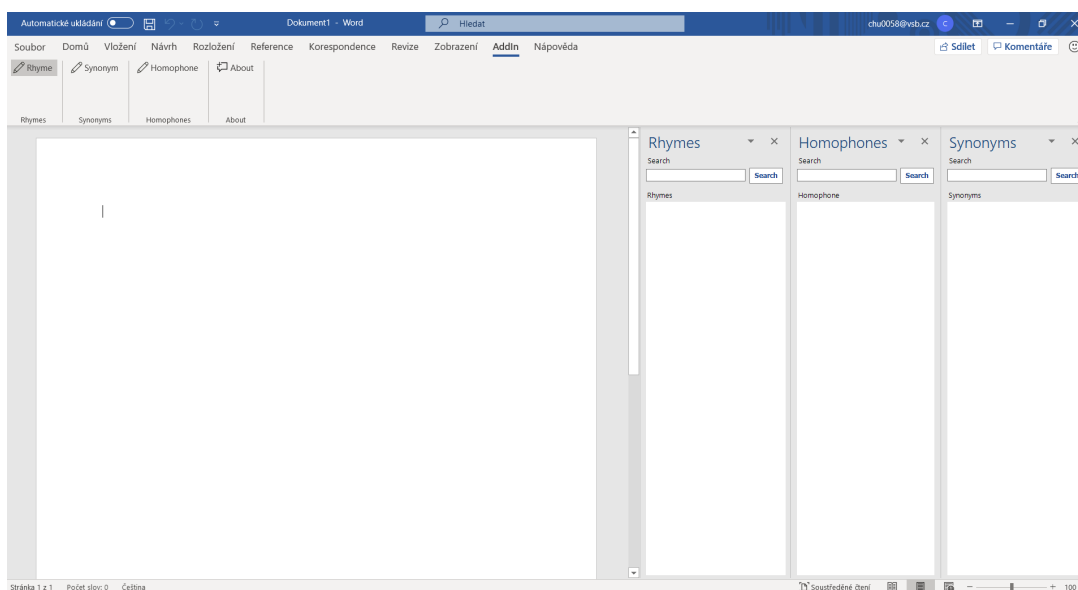 Automatické ukládání Dokument1 - Word Hledat chu0058@vsb.cz C
Soubor Domů Vložení Návrh Rozložení Reference Korespondence Revize Zobrazení AddIn Nápověda Sdílet Komentáře
Rhyme Synonym Homophone About
Rhymes Synonyms Homophones About
Rhymes Homophones Synonyms
Search Search Search
Search Search Search
Rhymes Homophone Synonyms
Stránka 1 z 1 Počet slov: 0 Čeština Soustředěné čtení 100